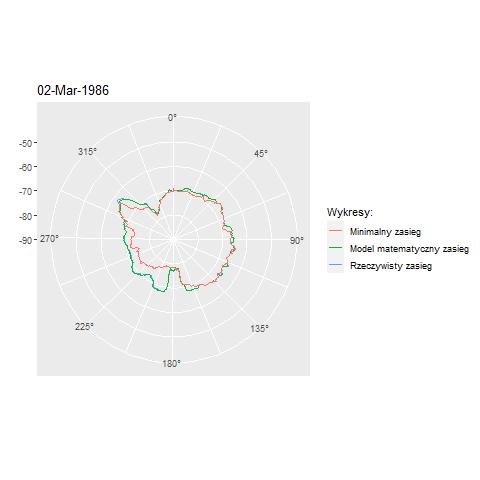 02-Mar-1986
0°
45°
90°
135°
180°
225°
270°
315°
-50
-60
-70
-80
-90
Wykresy:
Minimalny zasieg
Model matematyczny zasieg
Rzeczywisty zasieg